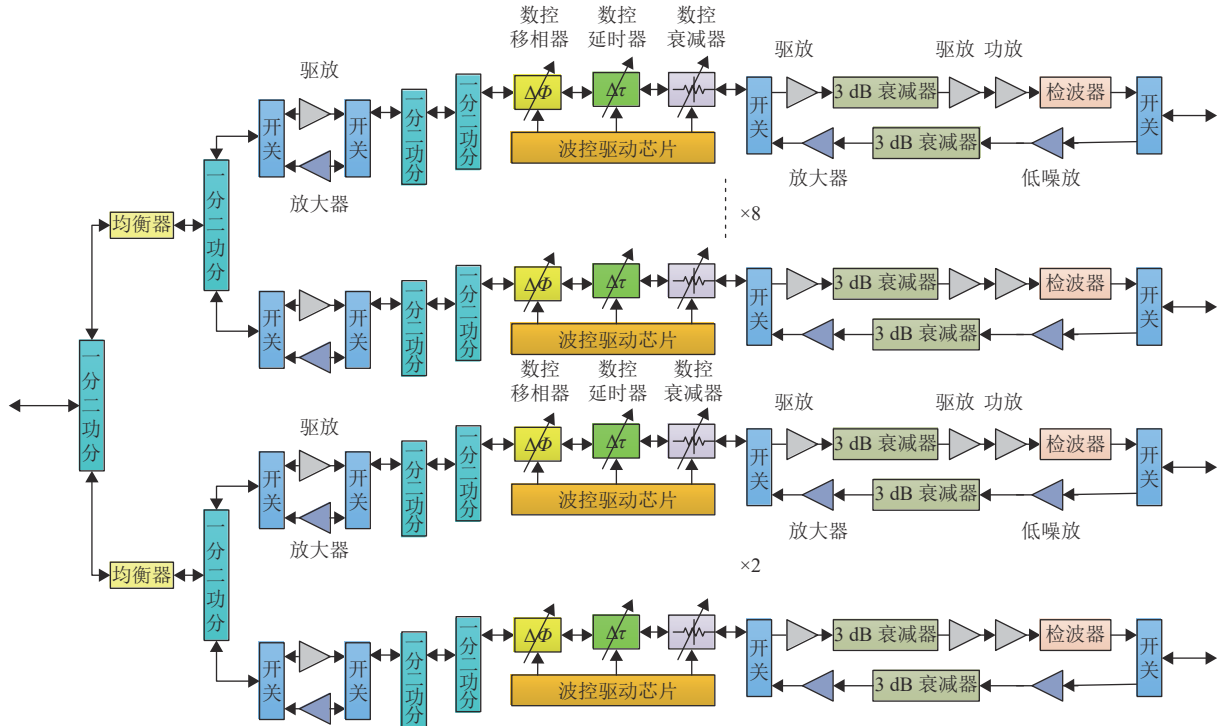 数控
移相器
数控
延时器
数控
衰减器
驱放
驱放
驱放 功放
开关
开关
一分二功分
一分二功分
ΔΦ
Δτ
开关
3 dB 衰减器
检波器
开关
波控驱动芯片
3 dB 衰减器
放大器
放大器
低噪放
一分二功分
均衡器
×8
开关
开关
一分二功分
一分二功分
ΔΦ
Δτ
开关
3 dB 衰减器
检波器
开关
波控驱动芯片
3 dB 衰减器
一分二功分
数控
移相器
数控
延时器
数控
衰减器
驱放
驱放
驱放 功放
开关
开关
一分二功分
一分二功分
ΔΦ
Δτ
开关
3 dB 衰减器
检波器
开关
波控驱动芯片
3 dB 衰减器
放大器
放大器
低噪放
一分二功分
均衡器
×2
开关
开关
一分二功分
一分二功分
ΔΦ
Δτ
开关
3 dB 衰减器
检波器
开关
波控驱动芯片
3 dB 衰减器